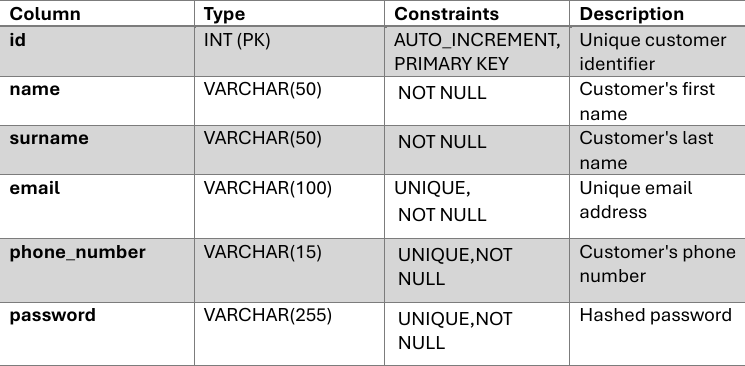 Column Type Constraints Description
id INT (PK) AUTO_INCREMENT, Unique customer
PRIMARY KEY identifier
name VARCHAR(50) NOT NULL Customer's first
name
surname VARCHAR(50) NOT NULL Customer's last
name
email VARCHAR(100) UNIQUE, Unique email
NOT NULL address
phone_number VARCHAR(15) UNIQUE,NOT Customer's phone
NULL number
password VARCHAR(255) UNIQUE,NOT Hashed password
NULL